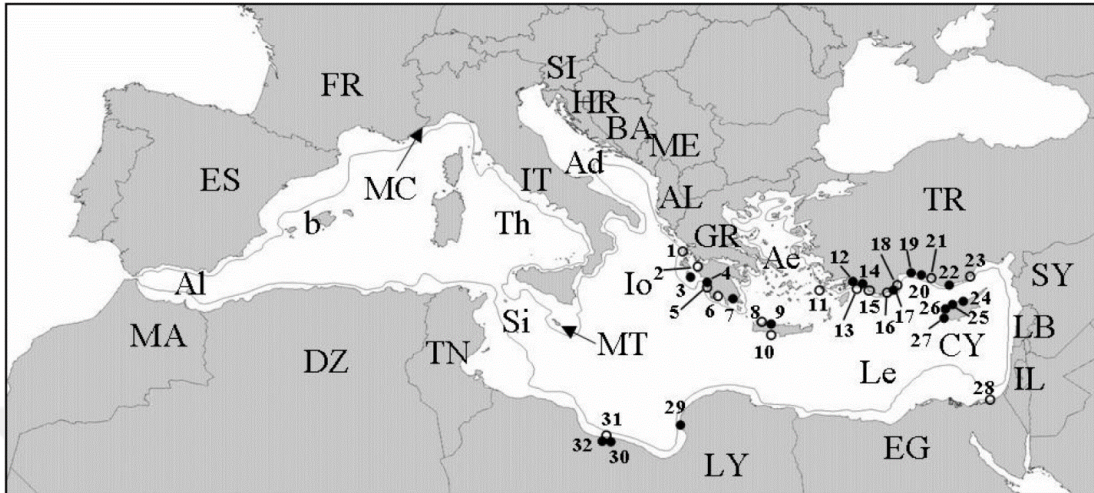 FR
SI
HR
BA
ME
MC
IT
Ad
ES
AL
TR
b
Th
GR
Ae
18 19 21
1
12 14
22 23
SY
2
Io
3
4
5
6
7
8 9
10
11
13
15
16
17
20
24
26
25
27
CY
LB
Al
Si
MT
MA
DZ
TN
Le
IL
28
29
31
32 30
LY
EG